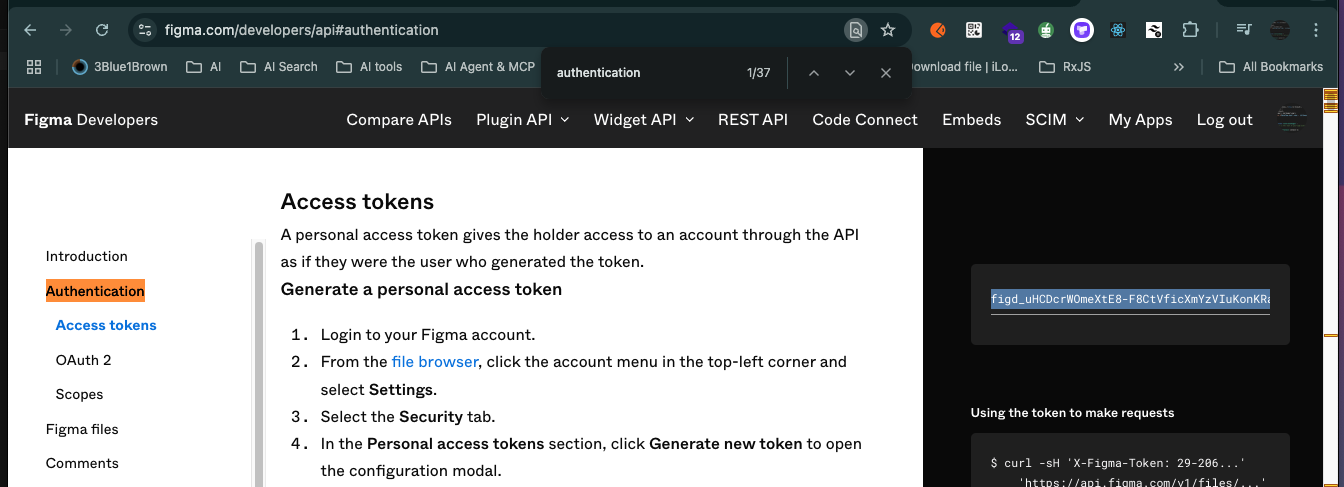 figma.com/developers/api#authentication
12
3Blue1Brown
AI
AI Search
AI tools
AI Agent & MCP
authentication
1/37
ownload file | iLo...
RxJS
»
All Bookmarks
Figma Developers
Compare APIs
Plugin API
Widget API
REST API
Code Connect
Embeds
SCIM
My Apps
Log out
Introduction
Authentication
Access tokens
OAuth 2
Scopes
Figma files
Comments
Access tokens
A personal access token gives the holder access to an account through the API
as if they were the user who generated the token.
Generate a personal access token
1. Login to your Figma account.
2. From the file browser, click the account menu in the top-left corner and
select Settings.
3. Select the Security tab.
4. In the Personal access tokens section, click Generate new token to open
the configuration modal.
Using the token to make requests
$ curl -sH 'X-Figma-Token: 29-206...'
'https://api.figma.com/v1/files/...'